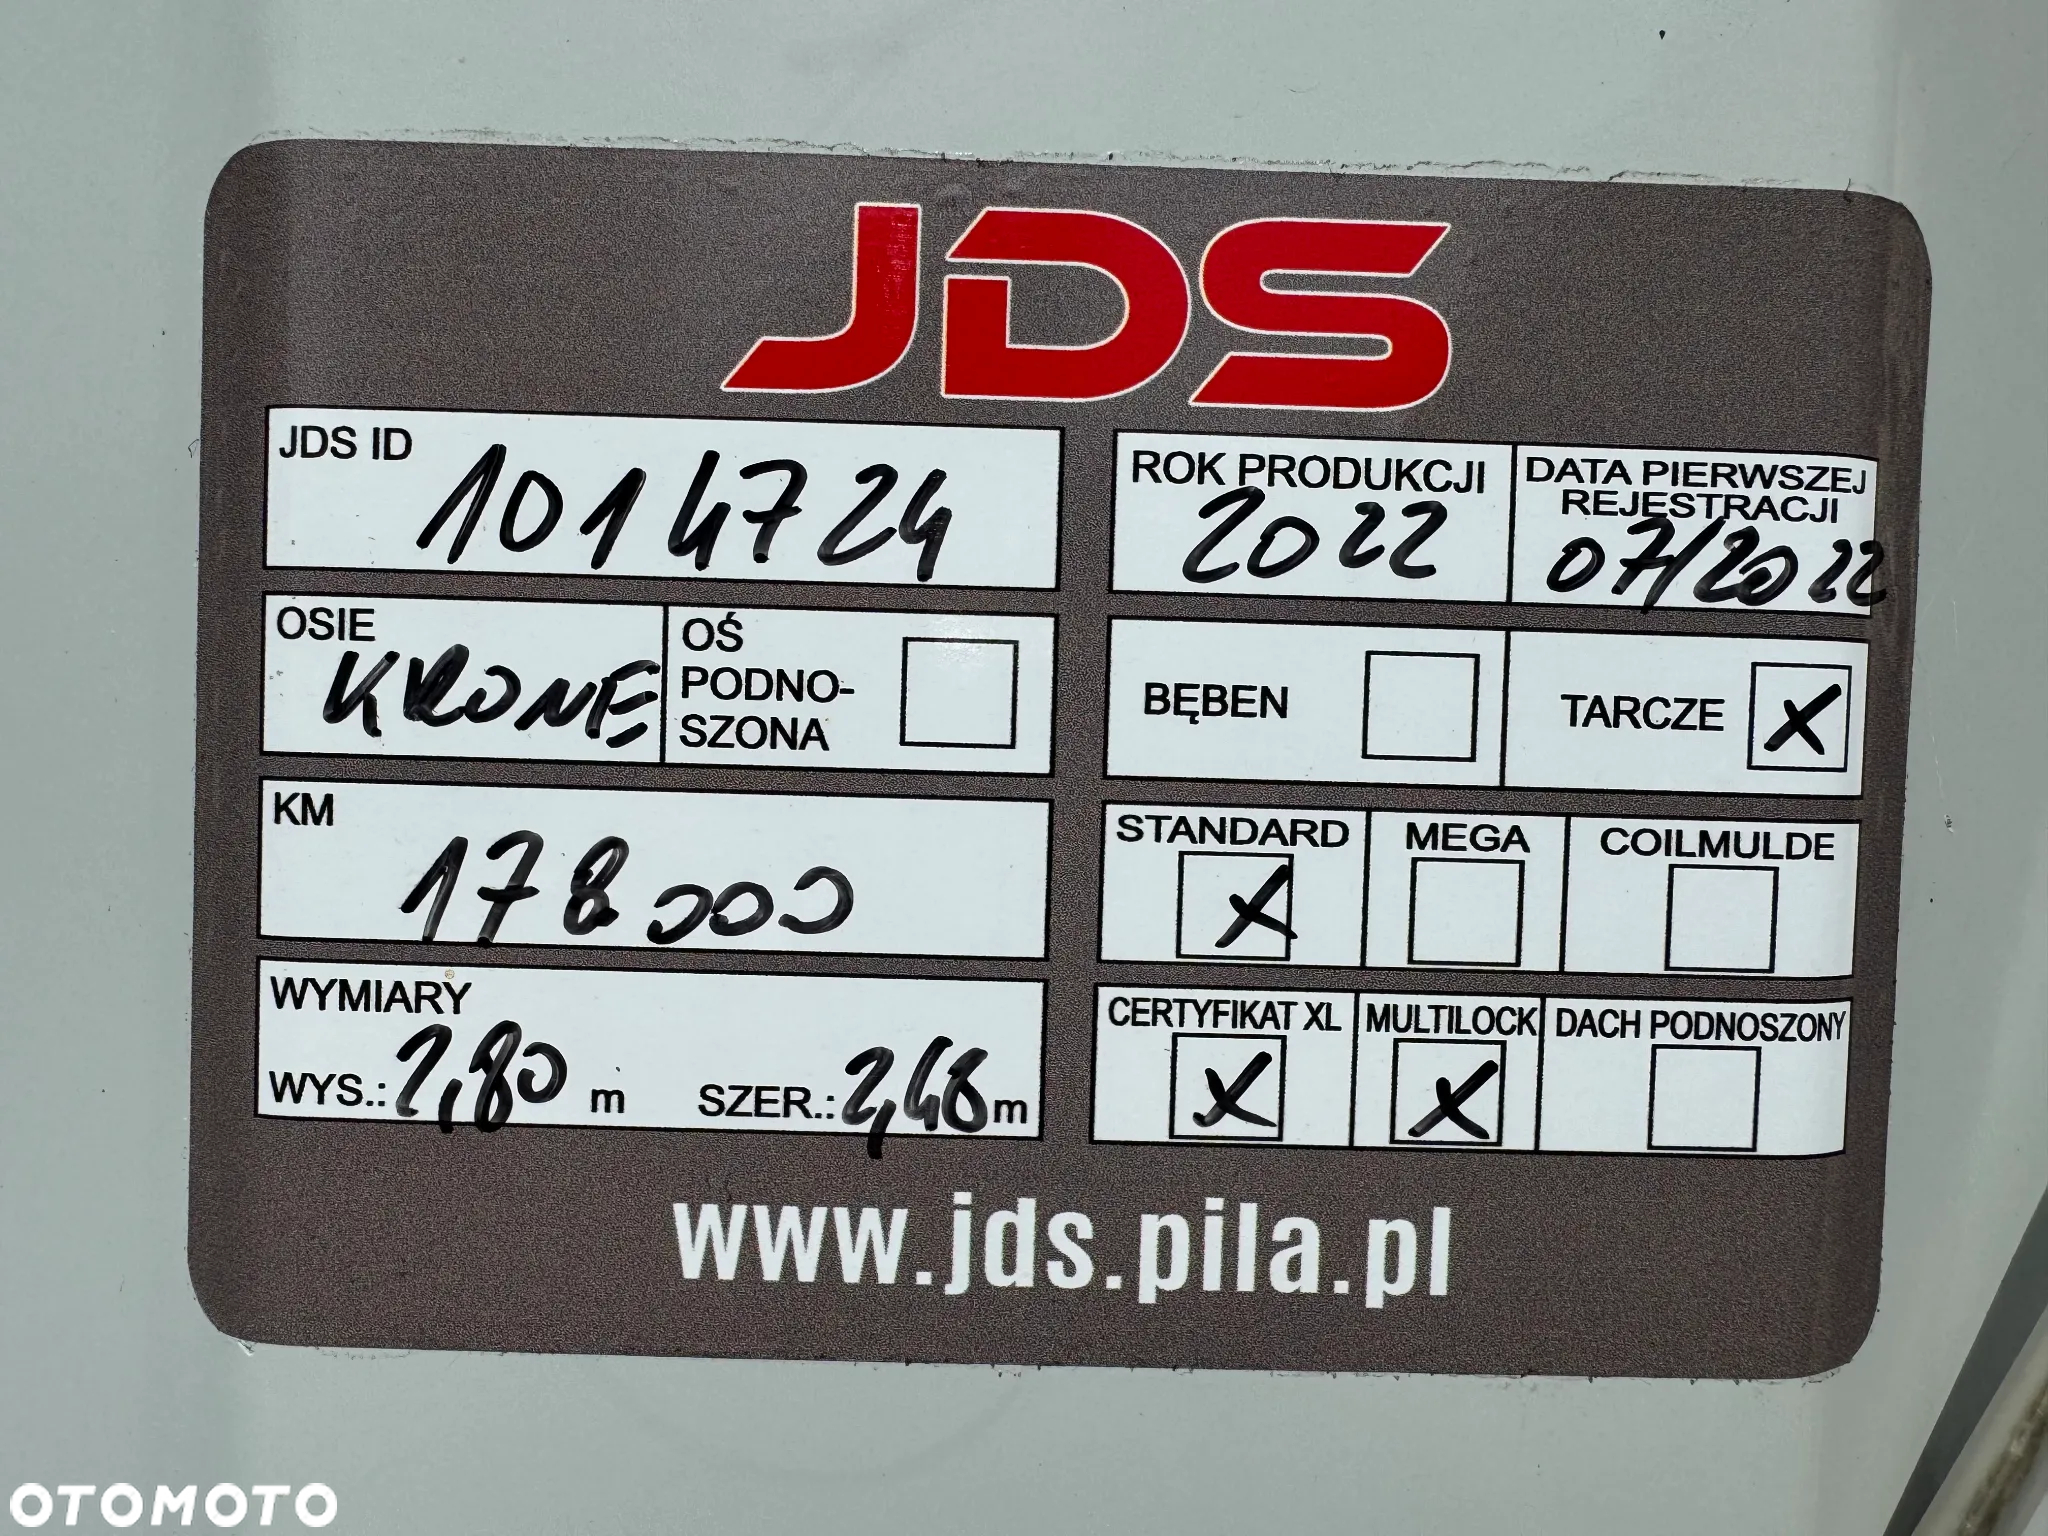 JDS
JDS ID
1014724
ROK PRODUKCJI
2022
DATA PIERWSZEJ
REJESTRACJI
07/2022
OSIE
KRONE
OŚ
PODNO-
SZONA
BĘBEN
TARCZE X
KM
178000
STANDARD
X
MEGA
COILMULDE
WYMIARY
WYS.: 2,80 m SZER.: 2,48 m
CERTYFIKAT XL
X
MULTILOCK
X
DACH PODNOSZONY
www.jds.pila.pl
OTOMOTO